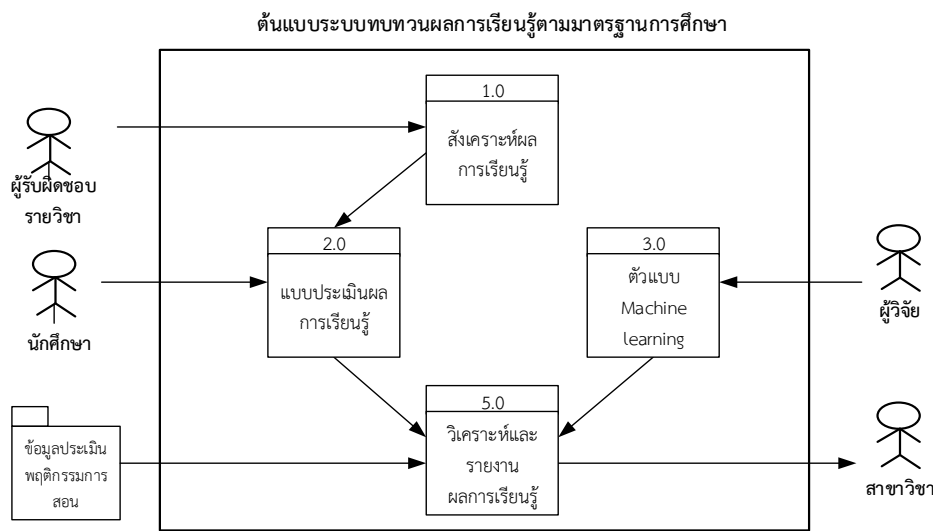 ต้นแบบระบบทบทวนผลการเรียนรู้ตามมาตรฐานการศึกษา
1.0
สังเคราะห์ผล
การเรียนรู้
ผู้รับผิดชอบ
รายวิชา
2.0
แบบประเมินผล
การเรียนรู้
3.0
ตัวแบบ
Machine
learning
นักศึกษา
ผู้วิจัย
5.0
วิเคราะห์และ
รายงาน
ผลการเรียนรู้
ข้อมูลประเมิน
พฤติกรรมการ
สอน
สาขาวิชา